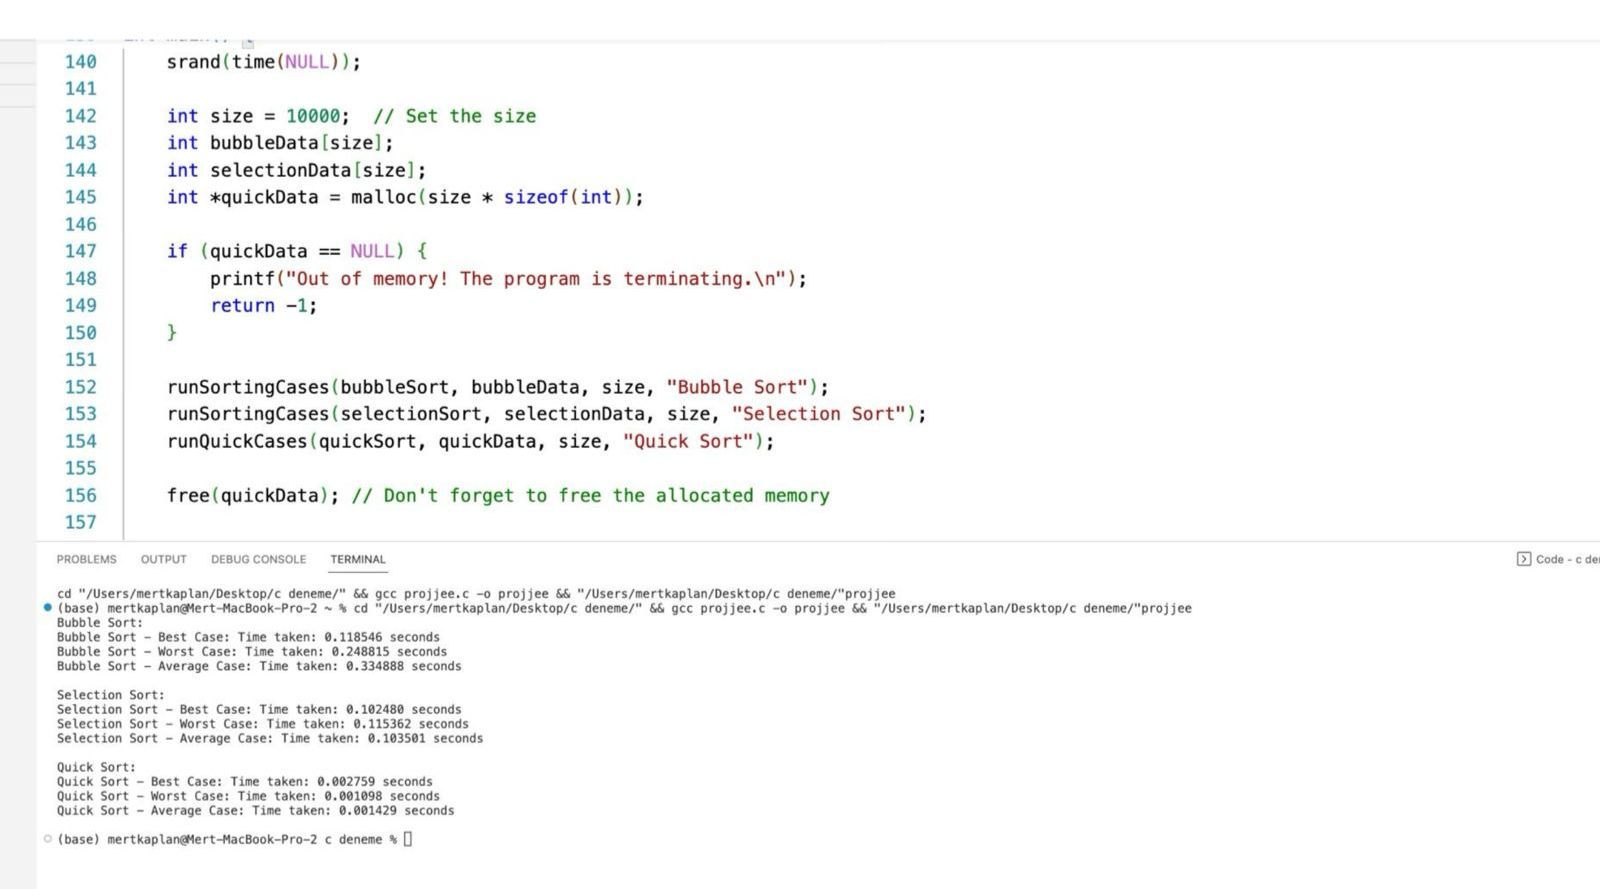 140 srand(time(NULL));
141
142 int size = 10000;  // Set the size
143 int bubbleData[size];
144 int selectionData[size];
145 int *quickData = malloc(size * sizeof(int));
146
147 if (quickData == NULL) {
148 printf("Out of memory! The program is terminating.\n");
149 return -1;
150 }
151
152 runSortingCases(bubbleSort, bubbleData, size, "Bubble Sort");
153 runSortingCases(selectionSort, selectionData, size, "Selection Sort");
154 runQuickCases(quickSort, quickData, size, "Quick Sort");
155
156 free(quickData); // Don't forget to free the allocated memory
157
PROBLEMS OUTPUT DEBUG CONSOLE TERMINAL Code - c
cd "/Users/mertkaplan/Desktop/c deneme/" && gcc projjee.c -o projjee && "/Users/mertkaplan/Desktop/c deneme/"projjee
(base) mertkaplan@Mert-MacBook-Pro-2 ~ % cd "/Users/mertkaplan/Desktop/c deneme/" && gcc projjee.c -o projjee && "/Users/mertkaplan/Desktop/c deneme/"projjee
Bubble Sort:
Bubble Sort - Best Case: Time taken: 0.118546 seconds
Bubble Sort - Worst Case: Time taken: 0.248815 seconds
Bubble Sort - Average Case: Time taken: 0.334888 seconds
Selection Sort:
Selection Sort - Best Case: Time taken: 0.102480 seconds
Selection Sort - Worst Case: Time taken: 0.115362 seconds
Selection Sort - Average Case: Time taken: 0.103501 seconds
Quick Sort:
Quick Sort - Best Case: Time taken: 0.002759 seconds
Quick Sort - Worst Case: Time taken: 0.001098 seconds
Quick Sort - Average Case: Time taken: 0.001429 seconds
(base) mertkaplan@Mert-MacBook-Pro-2 c deneme %